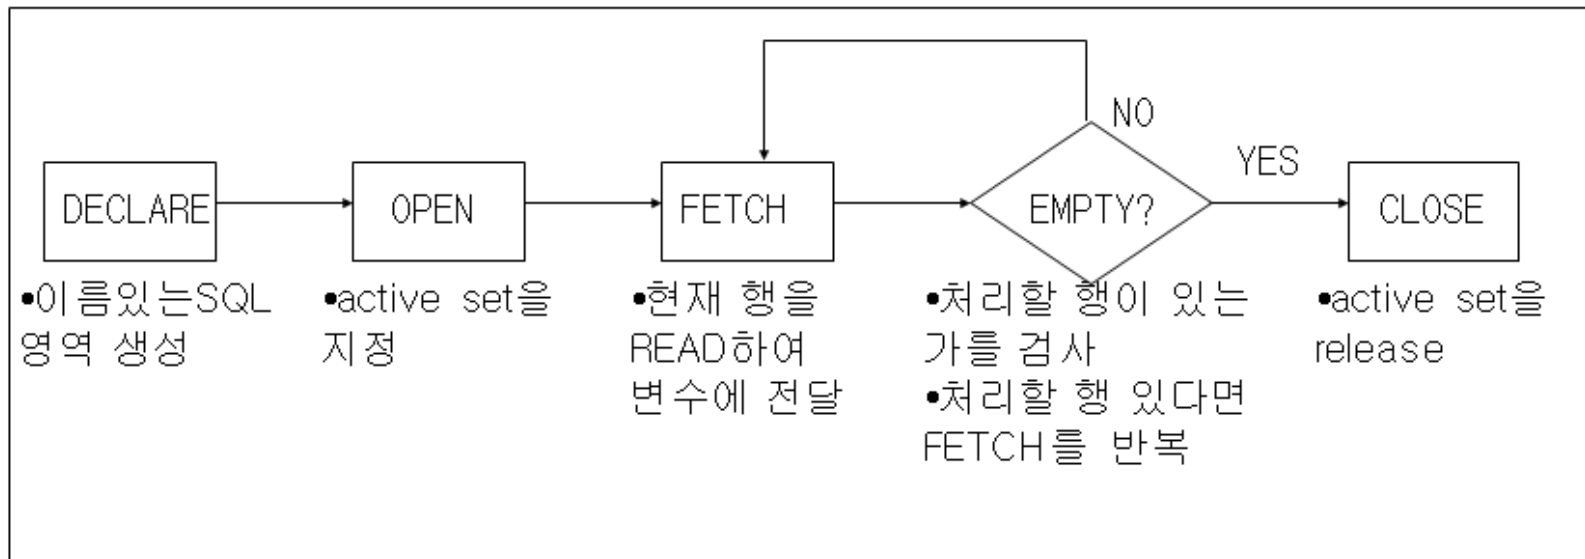 NO
YES
DECLARE
OPEN
FETCH
EMPTY?
CLOSE
•이름있는SQL
영역 생성
•active set을
지정
•현재 행을
READ하여
변수에 전달
•처리할 행이 있는
가를 검사
•처리할 행 있다면
FETCH를 반복
•active set을
release